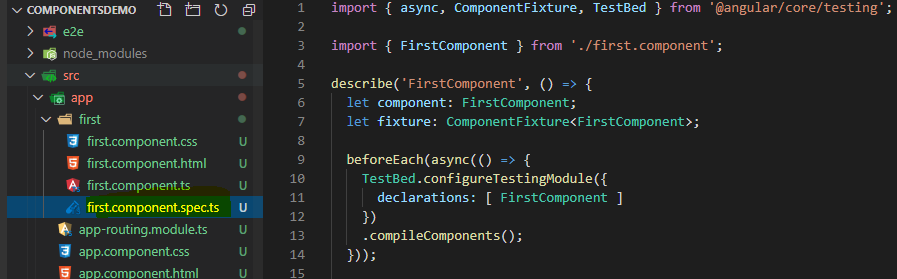 COMPONENTSDEMO
e2e
node_modules
src
app
first
first.component.css U
first.component.html U
first.component.ts U
first.component.spec.ts U
app-routing.module.ts U
app.component.css U
app.component.html U
1 import { async, ComponentFixture, TestBed } from '@angular/core/testing';
2
3 import { FirstComponent } from './first.component';
4
5 describe('FirstComponent', () => {
6 let component: FirstComponent;
7 let fixture: ComponentFixture<FirstComponent>;
8
9 beforeEach(async(() => {
10 TestBed.configureTestingModule({
11 declarations: [ FirstComponent ]
12 })
13 .compileComponents();
14 }));
15